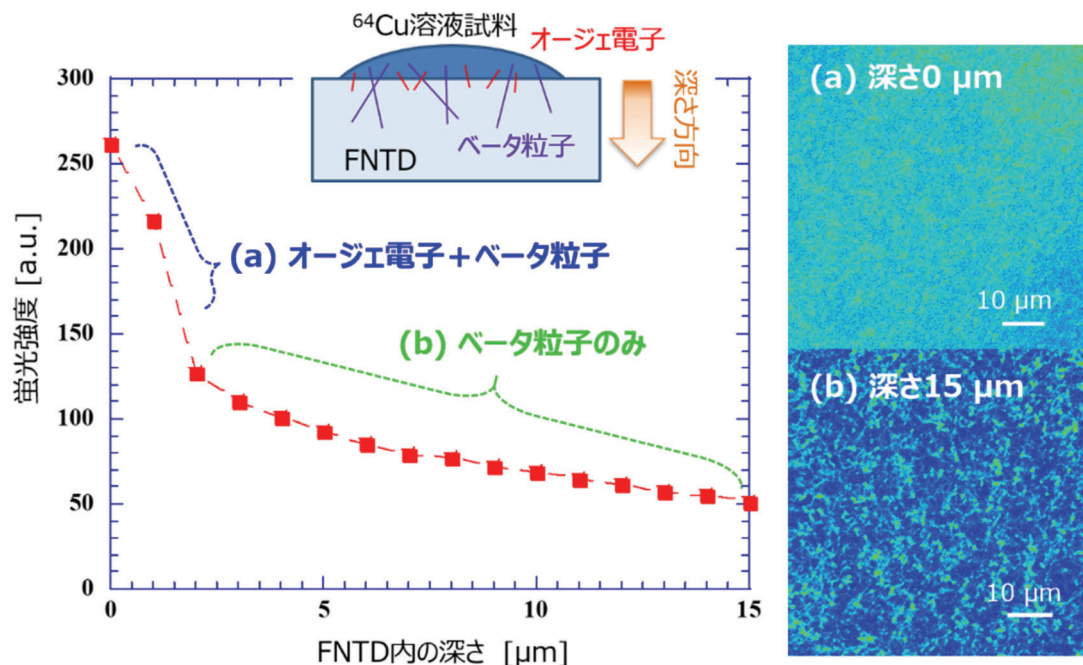 ⁶⁴Cu溶液試料
オージェ電子
深さ方向
ベータ粒子
FNTD
(a) オージェ電子＋ベータ粒子
(b) ベータ粒子のみ
蛍光強度 [a.u.]
300
250
200
150
100
50
0
0
5
10
15
FNTD内の深さ [μm]
(a) 深さ0 μm
10 μm
(b) 深さ15 μm
10 μm